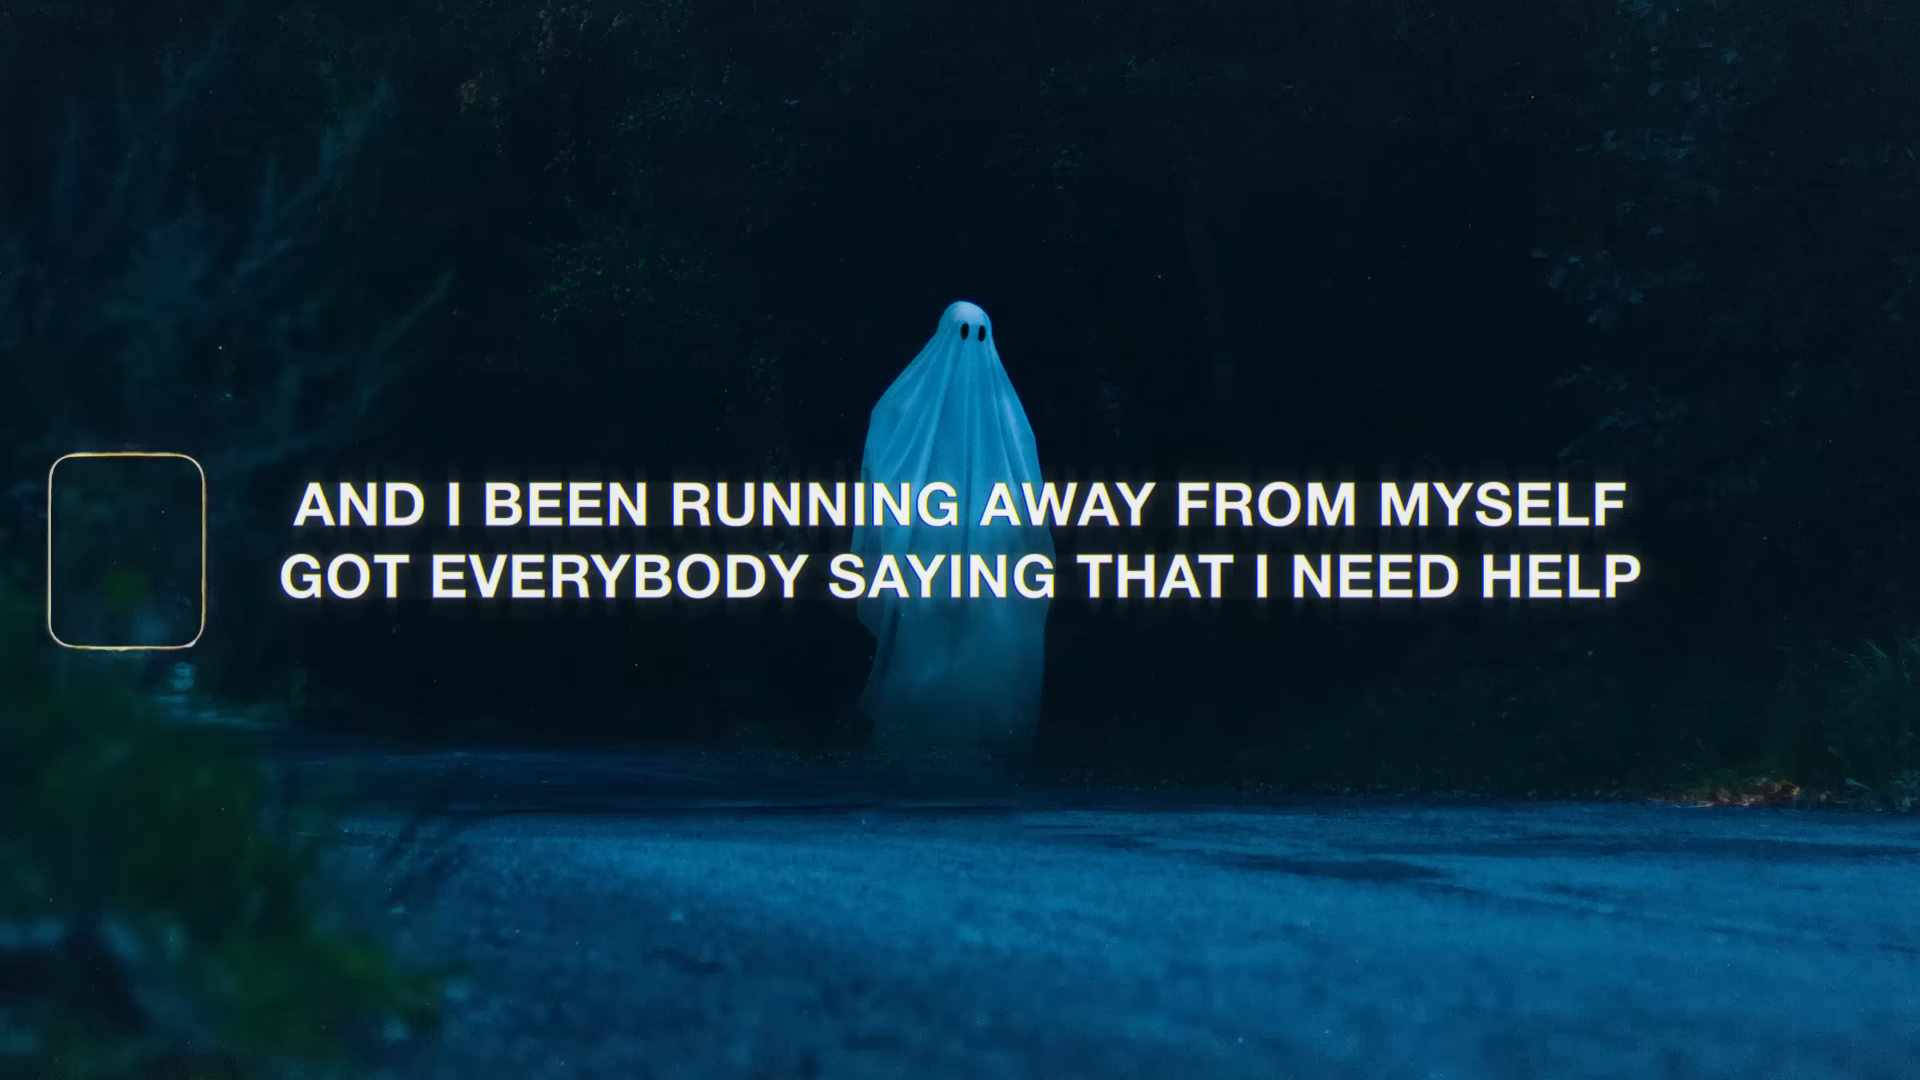 AND I BEEN RUNNING AWAY FROM MYSELF
GOT EVERYBODY SAYING THAT I NEED HELP